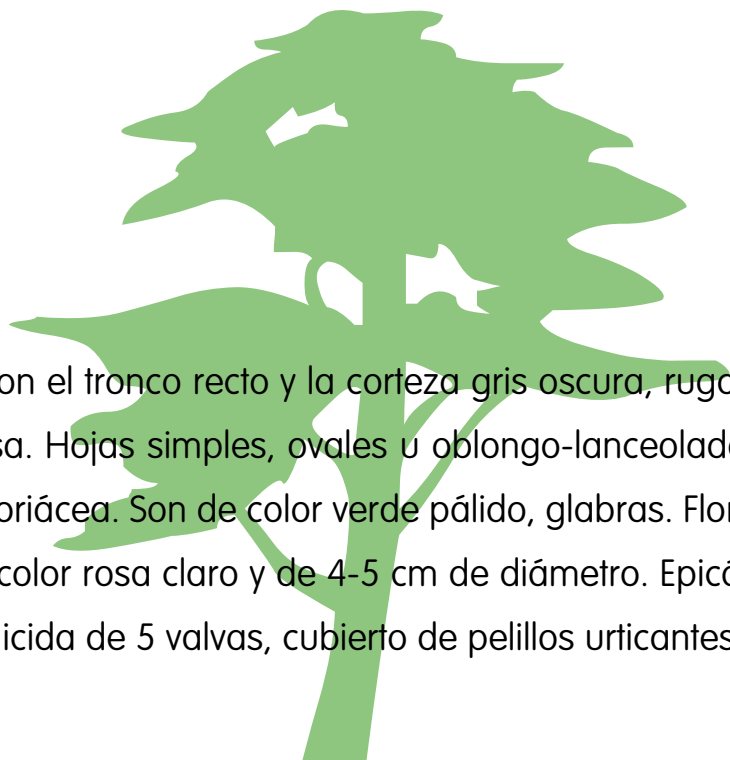 on el tronco recto y la corteza gris oscura, rugo
sa. Hojas simples, ovales u oblongo-lanceolad
oriácea. Son de color verde pálido, glabras. Flor
color rosa claro y de 4-5 cm de diámetro. Epic
icida de 5 valvas, cubierto de pelillos urticantes